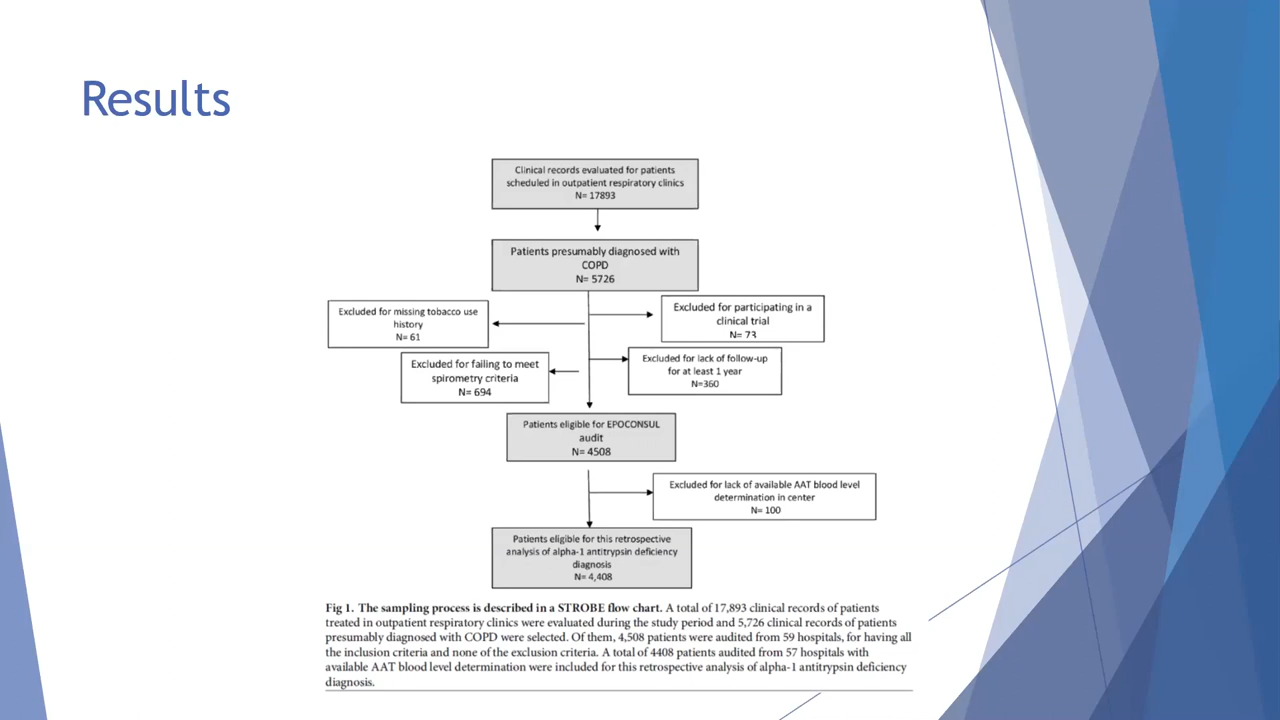 Results
Clinical records evaluated for patients
scheduled in outpatient respiratory clinics
N= 17893
Patients presumably diagnosed with
COPD
N= 5726
Excluded for missing tobacco use
history
N= 61
Excluded for participating in a
clinical trial
N= 73
Excluded for failing to meet
spirometry criteria
N= 694
Excluded for lack of follow-up
for at least 1 year
N=360
Patients eligible for EPOCONSUL
audit
N= 4508
Excluded for lack of available AAT blood level
determination in center
N= 100
Patients eligible for this retrospective
analysis of alpha-1 antitrypsin deficiency
diagnosis
N= 4,408
Fig 1. The sampling process is described in a STROBE flow chart. A total of 17,893 clinical records of patients
treated in outpatient respiratory clinics were evaluated during the study period and 5,726 clinical records of patients
presumably diagnosed with COPD were selected. Of them, 4,508 patients were audited from 59 hospitals, for having all
the inclusion criteria and none of the exclusion criteria. A total of 4408 patients audited from 57 hospitals with
available AAT blood level determination were included for this retrospective analysis of alpha-1 antitrypsin deficiency
diagnosis.